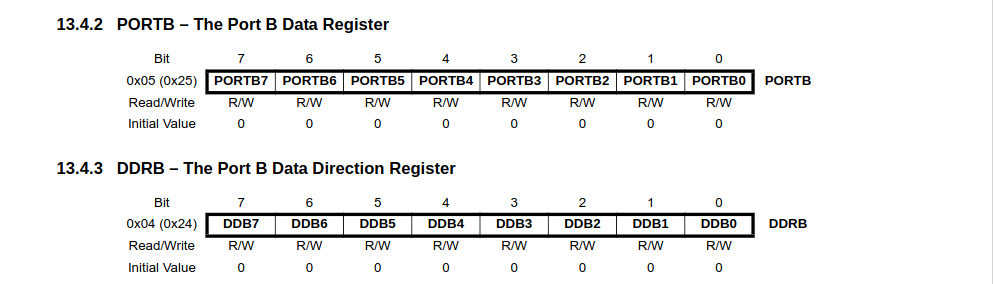 13.4.2 PORTB – The Port B Data Register
Bit 7 6 5 4 3 2 1 0
0x05 (0x25) PORTB7 PORTB6 PORTB5 PORTB4 PORTB3 PORTB2 PORTB1 PORTB0 PORTB
Read/Write R/W R/W R/W R/W R/W R/W R/W R/W
Initial Value 0 0 0 0 0 0 0 0
13.4.3 DDRB – The Port B Data Direction Register
Bit 7 6 5 4 3 2 1 0
0x04 (0x24) DDB7 DDB6 DDB5 DDB4 DDB3 DDB2 DDB1 DDB0 DDRB
Read/Write R/W R/W R/W R/W R/W R/W R/W R/W
Initial Value 0 0 0 0 0 0 0 0